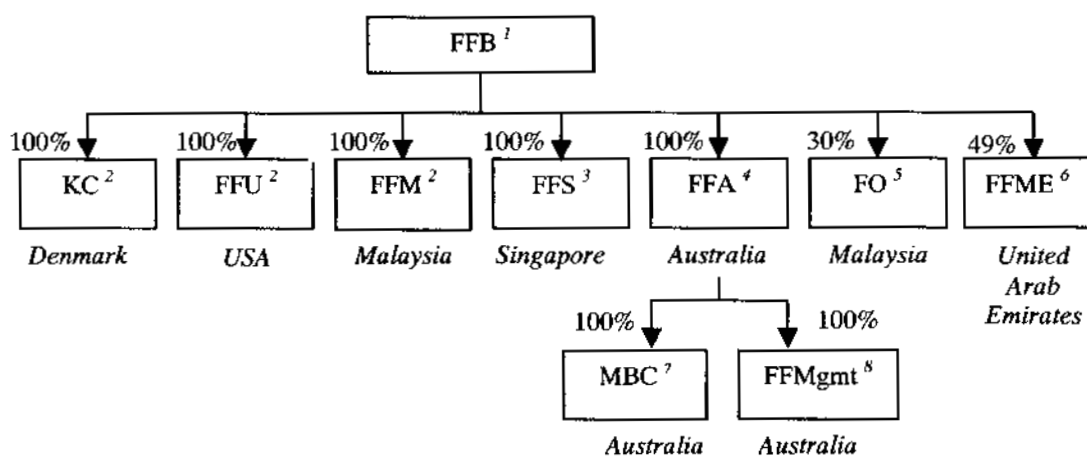 FFB 1
100% 100% 100% 100% 100% 30% 49%
KC 2 FFU 2 FFM 2 FFS 3 FFA 4 FO 5 FFME 6
Denmark USA Malaysia Singapore Australia Malaysia United
Arab
Emirates
100% 100%
MBC 7 FFMgmt 8
Australia Australia